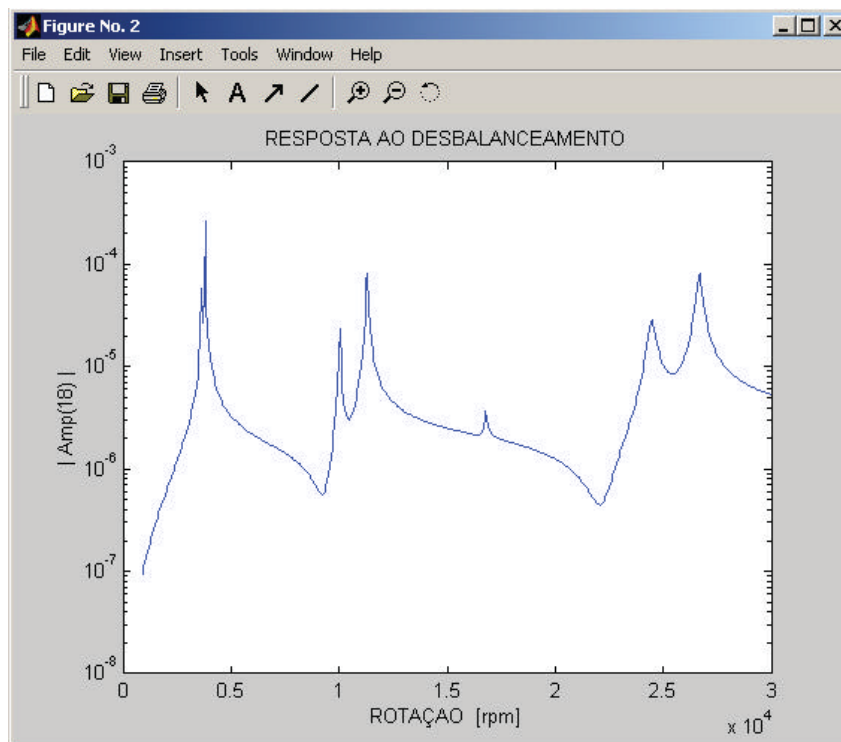 Figure No. 2
File Edit View Insert Tools Window Help
A
RESPOSTA AO DESBALANCEAMENTO
10^-3
10^-4
10^-5
10^-6
10^-7
10^-8
| Amp(18) |
0 0.5 1 1.5 2 2.5 3
x 10^4
ROTAÇAO [rpm]